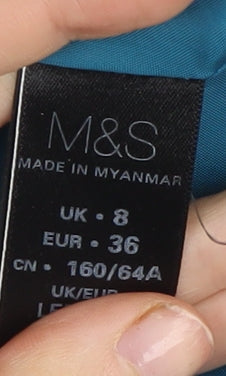 M&S
MADE IN MYANMAR
UK • 8
EUR • 36
CN • 160/64A
UK/EUR